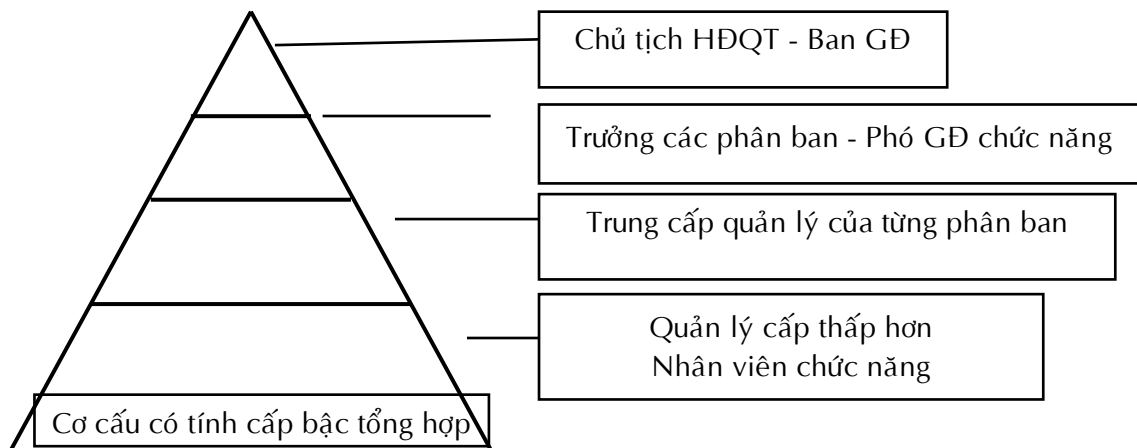 Chủ tịch HĐQT - Ban GĐ
Trưởng các phân ban - Phó GĐ chức năng
Trung cấp quản lý của từng phân ban
Quản lý cấp thấp hơn
Nhân viên chức năng
Cơ cấu có tính cấp bậc tổng hợp